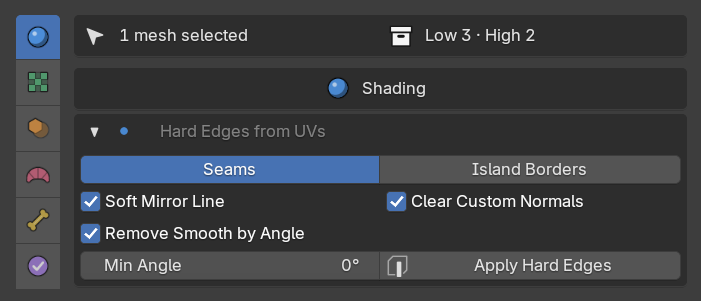 1 mesh selected
Low 3 · High 2
Shading
Hard Edges from UVs
Seams
Island Borders
Soft Mirror Line
Clear Custom Normals
Remove Smooth by Angle
Min Angle 0°
Apply Hard Edges